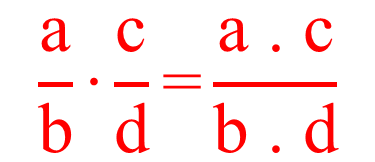 a/b · c/d = a . c/b . d